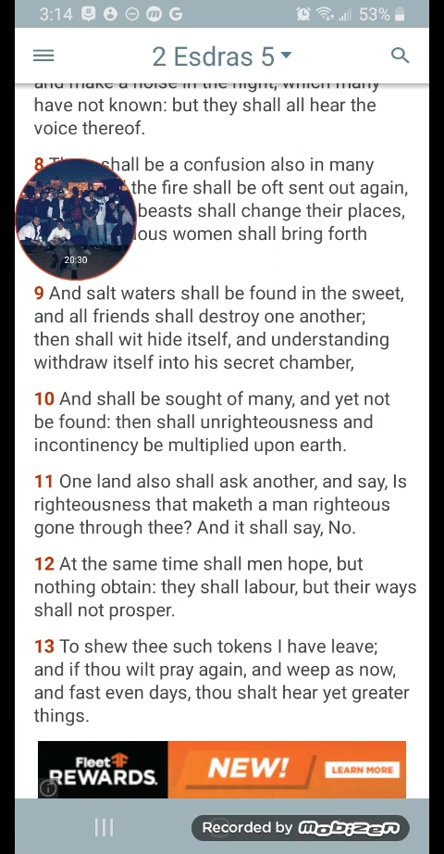 3:14 53%
2 Esdras 5
and make a noise in the night, which many
have not known: but they shall all hear the
voice thereof.
8 shall be a confusion also in many
the fire shall be oft sent out again,
beasts shall change their places,
women shall bring forth
20:30
9 And salt waters shall be found in the sweet,
and all friends shall destroy one another;
then shall wit hide itself, and understanding
withdraw itself into his secret chamber,
10 And shall be sought of many, and yet not
be found: then shall unrighteousness and
incontinency be multiplied upon earth.
11 One land also shall ask another, and say, Is
righteousness that maketh a man righteous
gone through thee? And it shall say, No.
12 At the same time shall men hope, but
nothing obtain: they shall labour, but their ways
shall not prosper.
13 To shew thee such tokens I have leave;
and if thou wilt pray again, and weep as now,
and fast even days, thou shalt hear yet greater
things.
Fleet
REWARDS.
NEW!
LEARN MORE
Recorded by mobizen